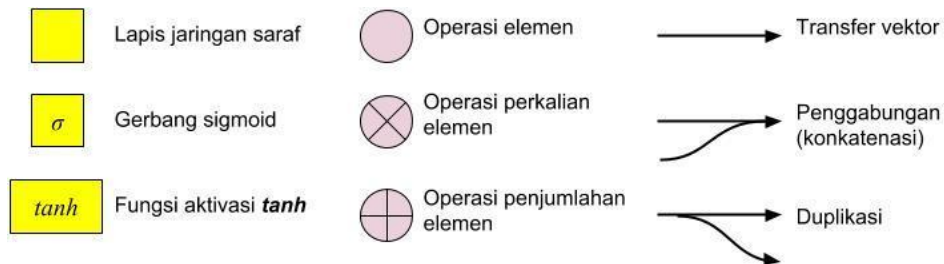 Lapis jaringan saraf
Operasi elemen
Transfer vektor
σ
Gerbang sigmoid
Operasi perkalian
elemen
Penggabungan
(konkatenasi)
tanh
Fungsi aktivasi tanh
Operasi penjumlahan
elemen
Duplikasi